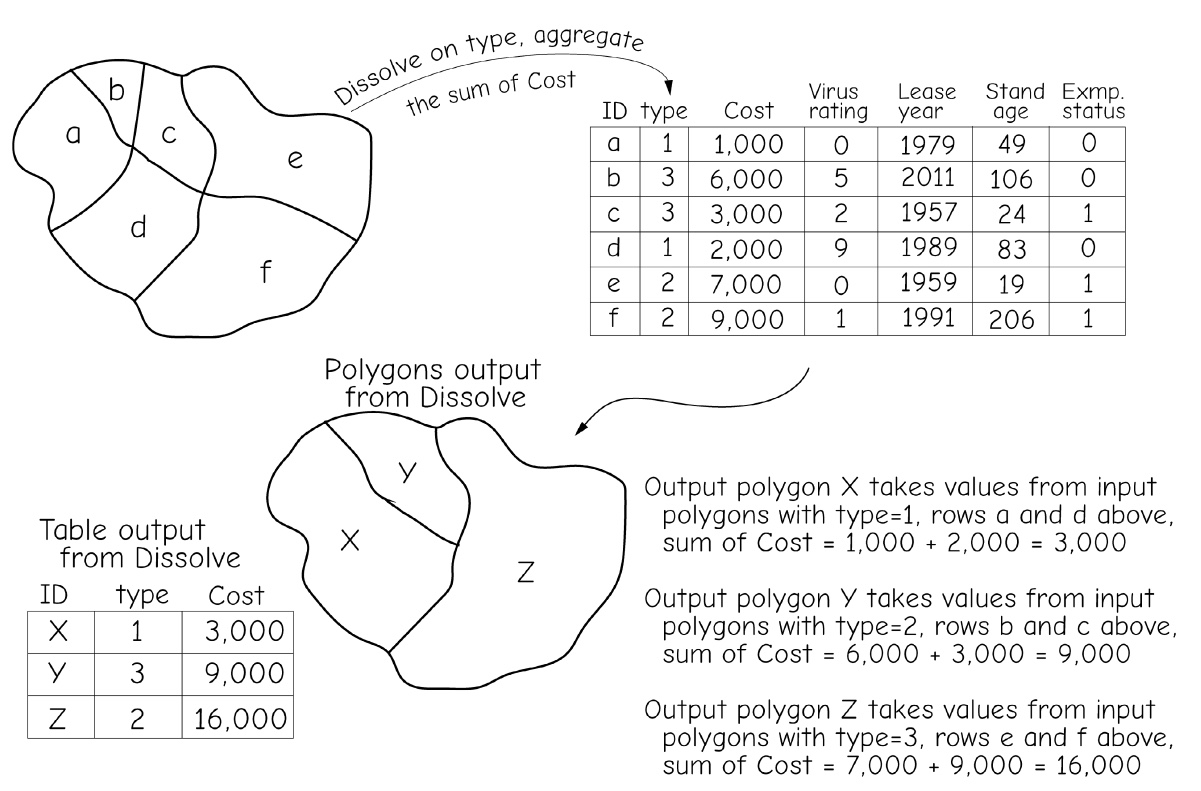 Dissolve on type, aggregate
the sum of Cost
a
b
c
d
e
f
ID type Cost Virus rating Lease year Stand age Exmp. status
a 1 1,000 0 1979 49 0
b 3 6,000 5 2011 106 0
c 3 3,000 2 1957 24 1
d 1 2,000 9 1989 83 0
e 2 7,000 0 1959 19 1
f 2 9,000 1 1991 206 1
Polygons output
from Dissolve
X
Y
Z
Table output
from Dissolve
ID type Cost
X 1 3,000
Y 3 9,000
Z 2 16,000
Output polygon X takes values from input
polygons with type=1, rows a and d above,
sum of Cost = 1,000 + 2,000 = 3,000
Output polygon Y takes values from input
polygons with type=2, rows b and c above,
sum of Cost = 6,000 + 3,000 = 9,000
Output polygon Z takes values from input
polygons with type=3, rows e and f above,
sum of Cost = 7,000 + 9,000 = 16,000